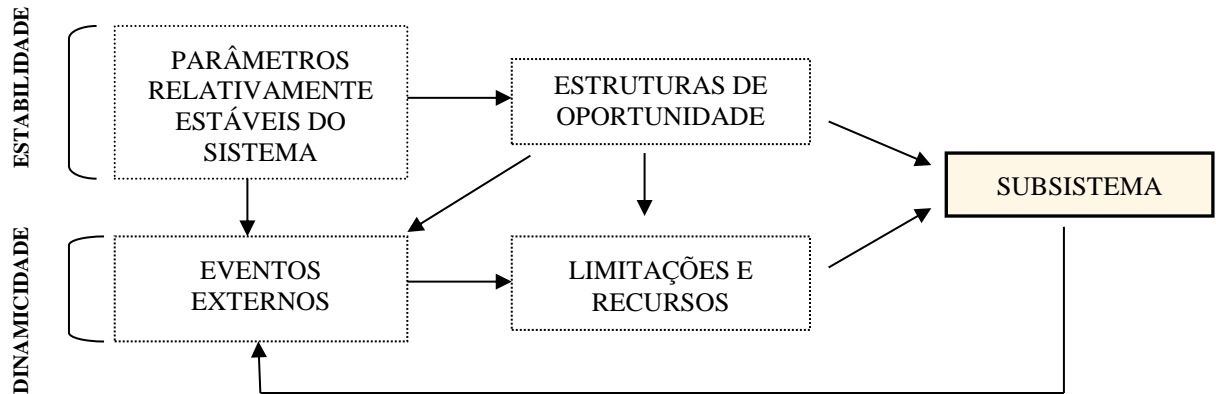 ESTABILIDADE
PARÂMETROS
RELATIVAMENTE
ESTÁVEIS DO
SISTEMA
ESTRUTURAS DE
OPORTUNIDADE
SUBSISTEMA
DINAMICIDADE
EVENTOS
EXTERNOS
LIMITAÇÕES E
RECURSOS